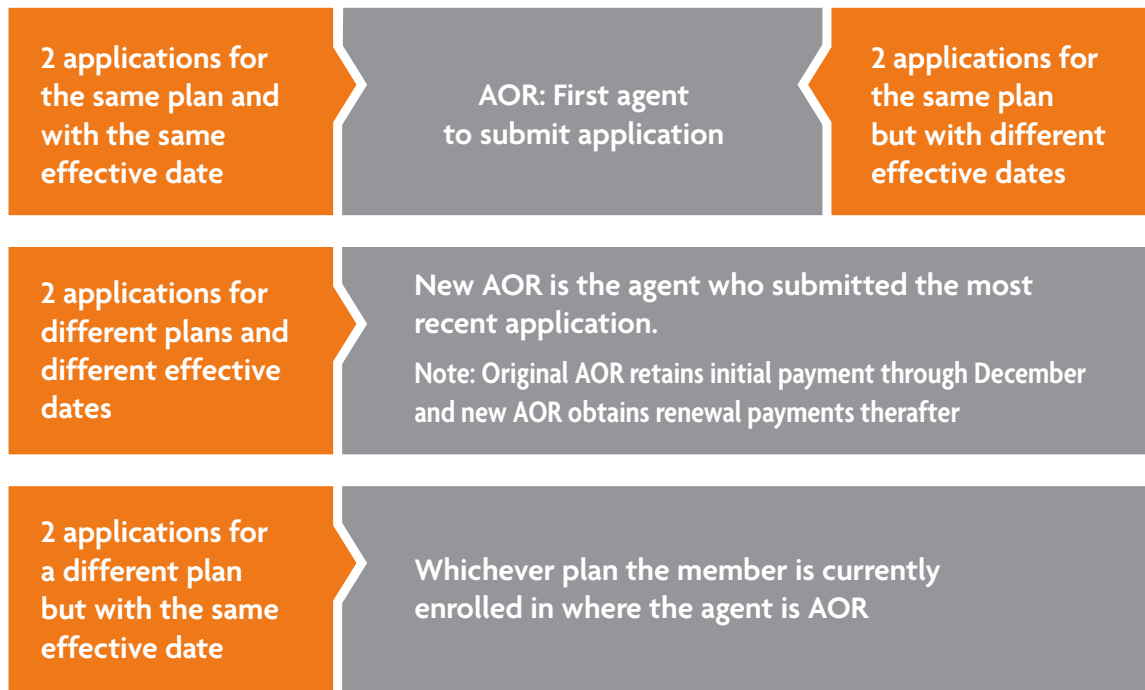 2 applications for
the same plan and
with the same
effective date
AOR: First agent
to submit application
2 applications for
the same plan
but with different
effective dates
2 applications for
different plans and
different effective
dates
New AOR is the agent who submitted the most
recent application.
Note: Original AOR retains initial payment through December
and new AOR obtains renewal payments therafter
2 applications for
a different plan
but with the same
effective date
Whichever plan the member is currently
enrolled in where the agent is AOR